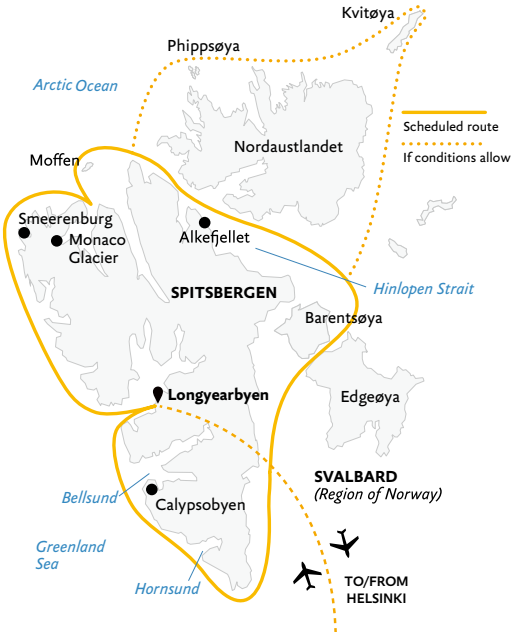 Kvitøya
Phippsøya
Arctic Ocean
Scheduled route
Nordaustlandet
If conditions allow
Moffen
Smeerenburg
Monaco
Glacier
Alkefjellet
Hinlopen Strait
SPITSBERGEN
Barentsøya
Longyearbyen
Edgeøya
SVALBARD
(Region of Norway)
Bellsund
Calypsobyen
Greenland
Sea
Hornsund
TO/FROM
HELSINKI